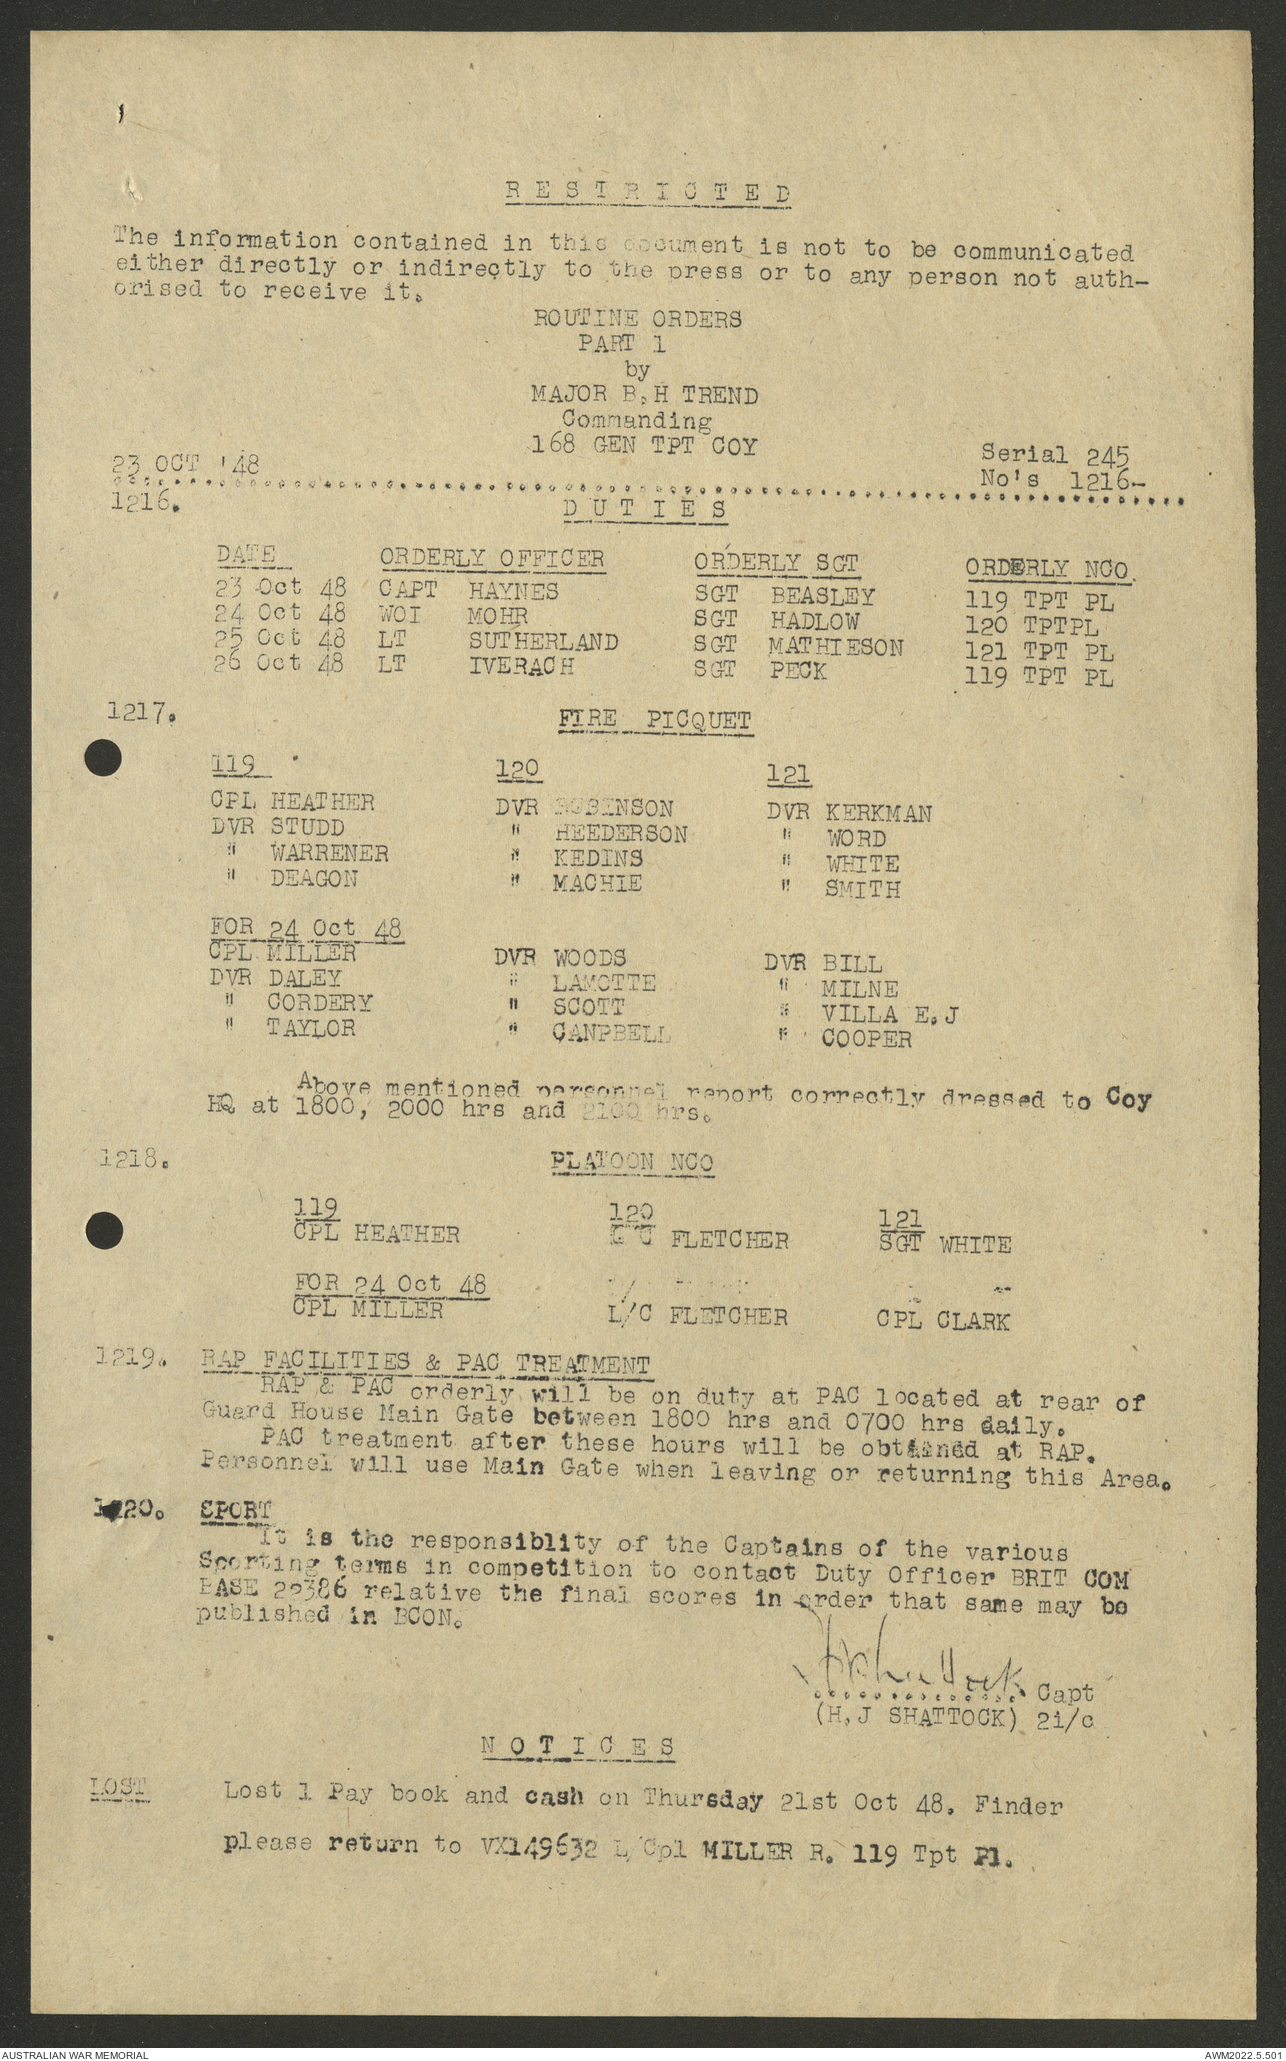 R E S T R I C T E D
The information contained in this document is not to be communicated
either directly or indirectly to the press or to any person not auth-
orised to receive it.
ROUTINE ORDERS
PART 1
by
MAJOR B.H TREND
Commanding
168 GEN TPT COY
23 OCT '48
Serial 245
No's 1216-
1216.
D U T I E S
DATE ORDERLY OFFICER ORDERLY SGT ORDERLY NCO.
23 Oct 48 CAPT HAYNES SGT BEASLEY 119 TPT PL
24 Oct 48 WOI MOHR SGT HADLOW 120 TPTPL
25 Oct 48 LT SUTHERLAND SGT MATHIESON 121 TPT PL
26 Oct 48 LT IVERACH SGT PECK 119 TPT PL
1217. FIRE PICQUET
119 120 121
CPL HEATHER DVR ROBINSON DVR KERKMAN
DVR STUDD " HEEDERSON " WORD
" WARRENER " KEDINS " WHITE
" DEAGON " MACHIE " SMITH
FOR 24 Oct 48
CPL MILLER DVR WOODS DVR BILL
DVR DALEY " LAMOTTE " MILNE
" CORDERY " SCOTT " VILLA E.J
" TAYLOR " CANPBELL " COOPER
Above mentioned personnel report correctly dressed to Coy
HQ at 1800, 2000 hrs and 2100 hrs.
1218. PLATOON NCO
119 120 121
CPL HEATHER L/C FLETCHER SGT WHITE
FOR 24 Oct 48
CPL MILLER L/C FLETCHER CPL CLARK
1219. RAP FACILITIES & PAC TREATMENT
RAP & PAC orderly will be on duty at PAC located at rear of
Guard House Main Gate between 1800 hrs and 0700 hrs daily.
PAC treatment after these hours will be obtained at RAP.
Personnel will use Main Gate when leaving or returning this Area.
1220. SPORT
It is the responsiblity of the Captains of the various
Sporting terms in competition to contact Duty Officer BRIT COM
BASE 22386 relative the final scores in order that same may be
published in BCON.
Capt
(H.J SHATTOCK) 2i/c
N O T I C E S
LOST Lost 1 Pay book and cash on Thursday 21st Oct 48. Finder
please return to VX149632 L/Cpl MILLER R. 119 Tpt Pl.
AUSTRALIAN WAR MEMORIAL
AWM2022.5.501